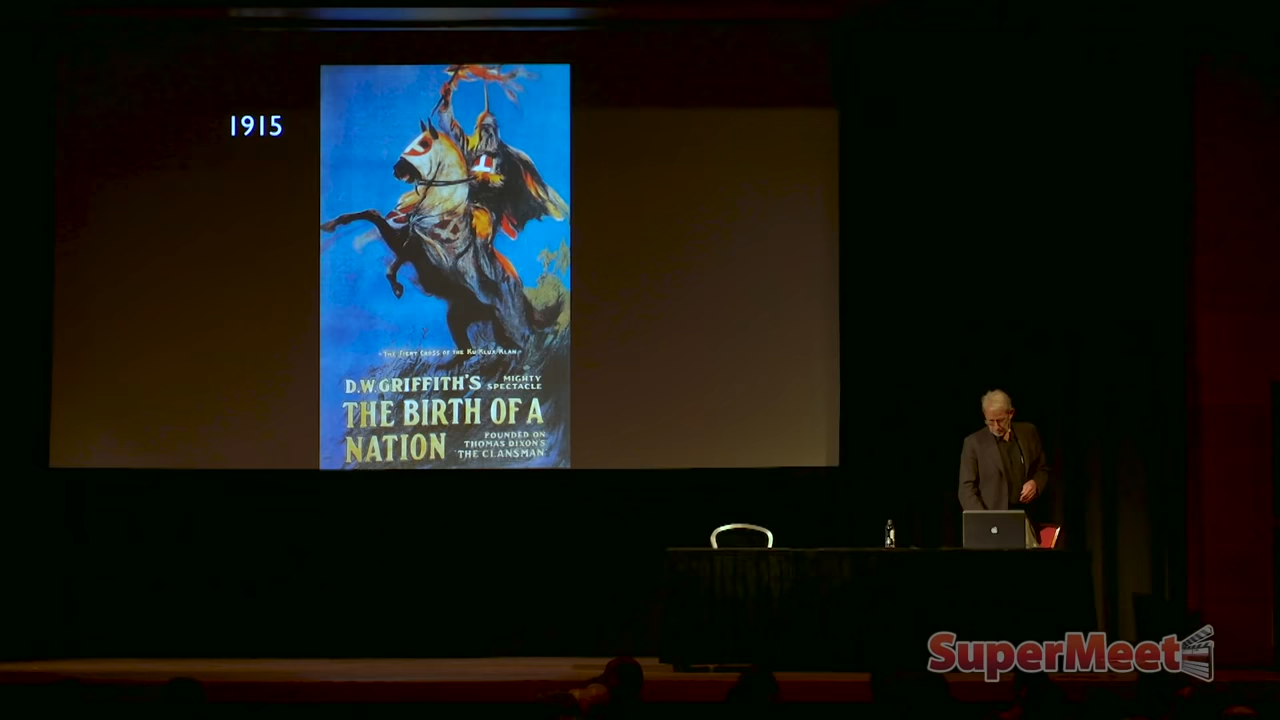 1915
"THE FIERY CROSS OF THE KU KLUX KLAN"
D.W. GRIFFITH'S MIGHTY SPECTACLE
THE BIRTH OF A
NATION
FOUNDED ON
THOMAS DIXON'S
THE CLANSMAN
SuperMeet